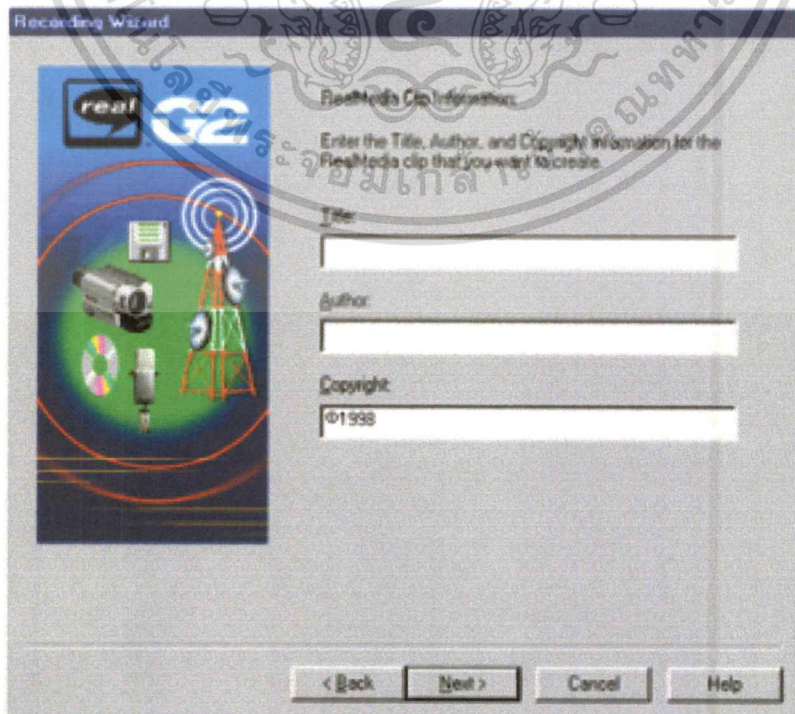 Recording Wizard
real G2
RealMedia Clip Information:
Enter the Title, Author, and Copyright information for the
RealMedia clip that you want to create.
Title:
Author:
Copyright:
©1998
< Back Next > Cancel Help